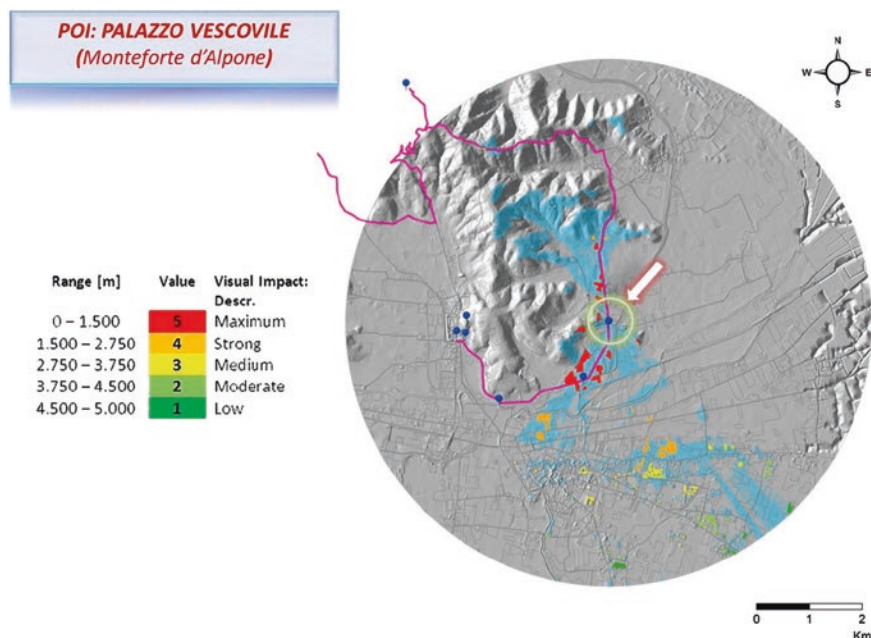 POI: PALAZZO VESCOVILE
(Monteforte d'Alpone)
N
W E
S
Range [m] Value Visual Impact: Descr.
0 – 1.500 5 Maximum
1.500 – 2.750 4 Strong
2.750 – 3.750 3 Medium
3.750 – 4.500 2 Moderate
4.500 – 5.000 1 Low
0 1 2
Km